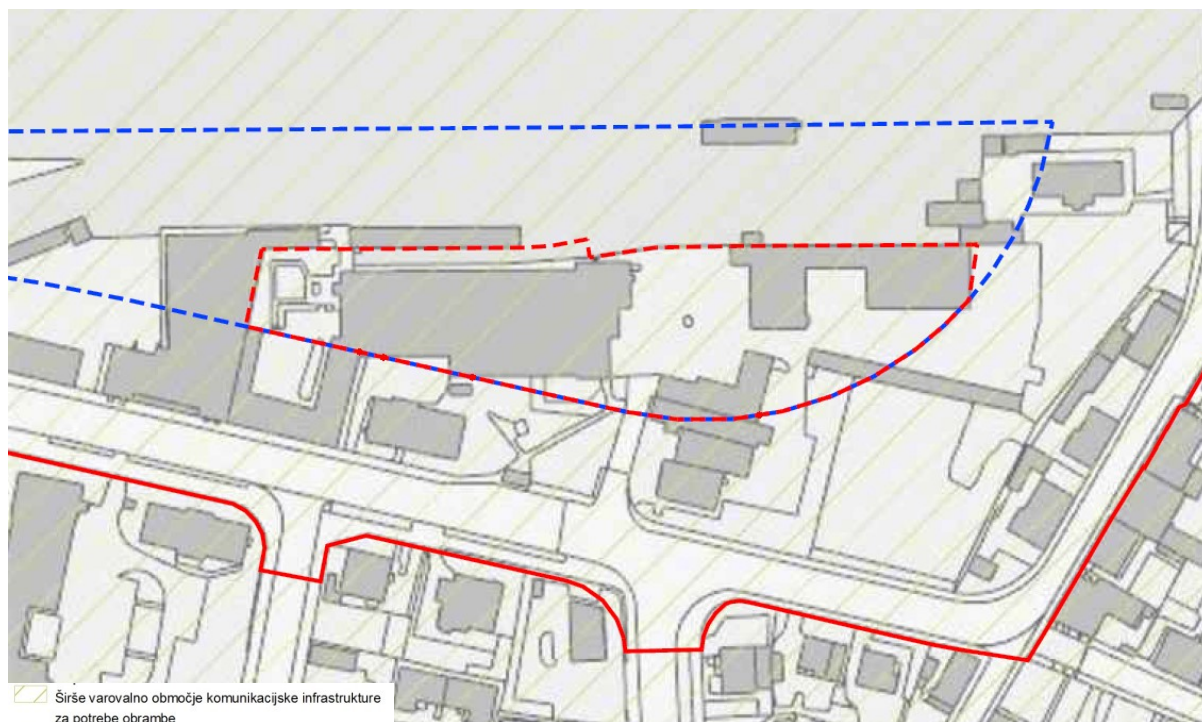 Širše varovalno območje komunikacijske infrastrukture
za potrebe obrambe